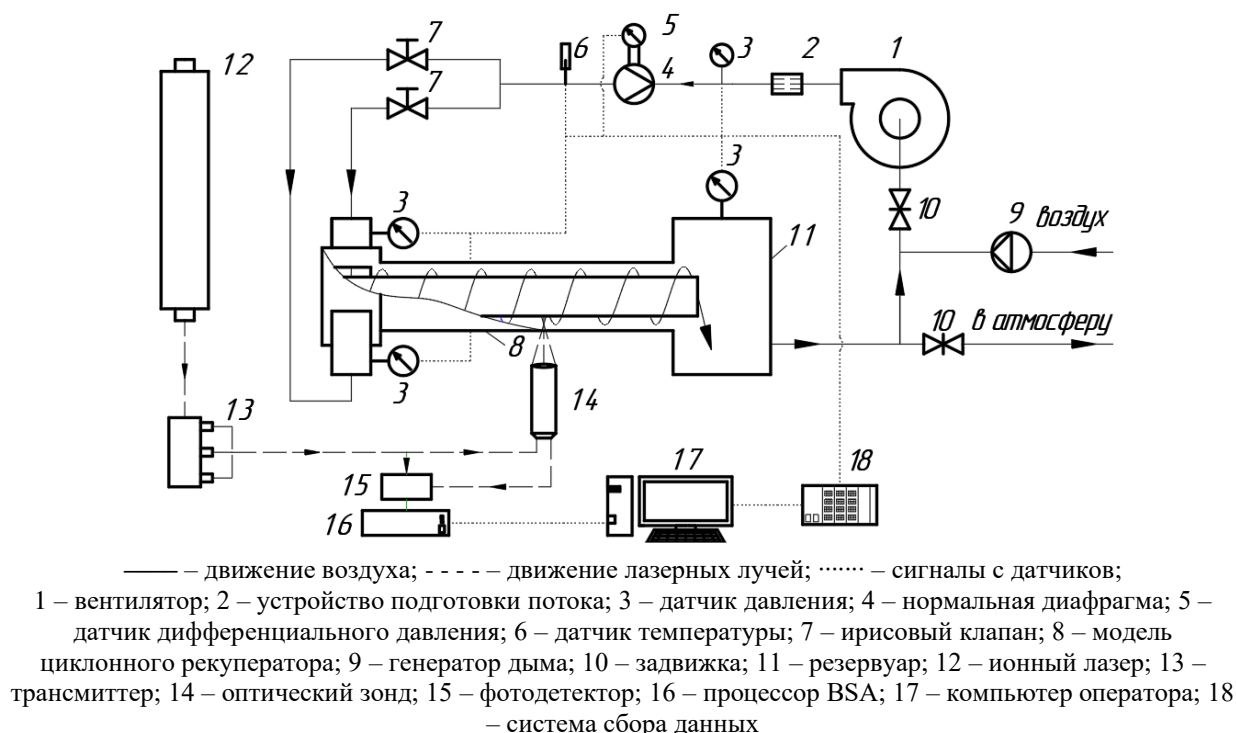 7
5
6
3
2
1
12
4
7
3
10
9 воздух
3
11
10 в атмосферу
8
3
14
13
17
18
15
16
—— – движение воздуха; - - - - – движение лазерных лучей; ······· – сигналы с датчиков;
1 – вентилятор; 2 – устройство подготовки потока; 3 – датчик давления; 4 – нормальная диафрагма; 5 –
датчик дифференциального давления; 6 – датчик температуры; 7 – ирисовый клапан; 8 – модель
циклонного рекуператора; 9 – генератор дыма; 10 – задвижка; 11 – резервуар; 12 – ионный лазер; 13 –
трансмиттер; 14 – оптический зонд; 15 – фотодетектор; 16 – процессор BSA; 17 – компьютер оператора; 18
– система сбора данных